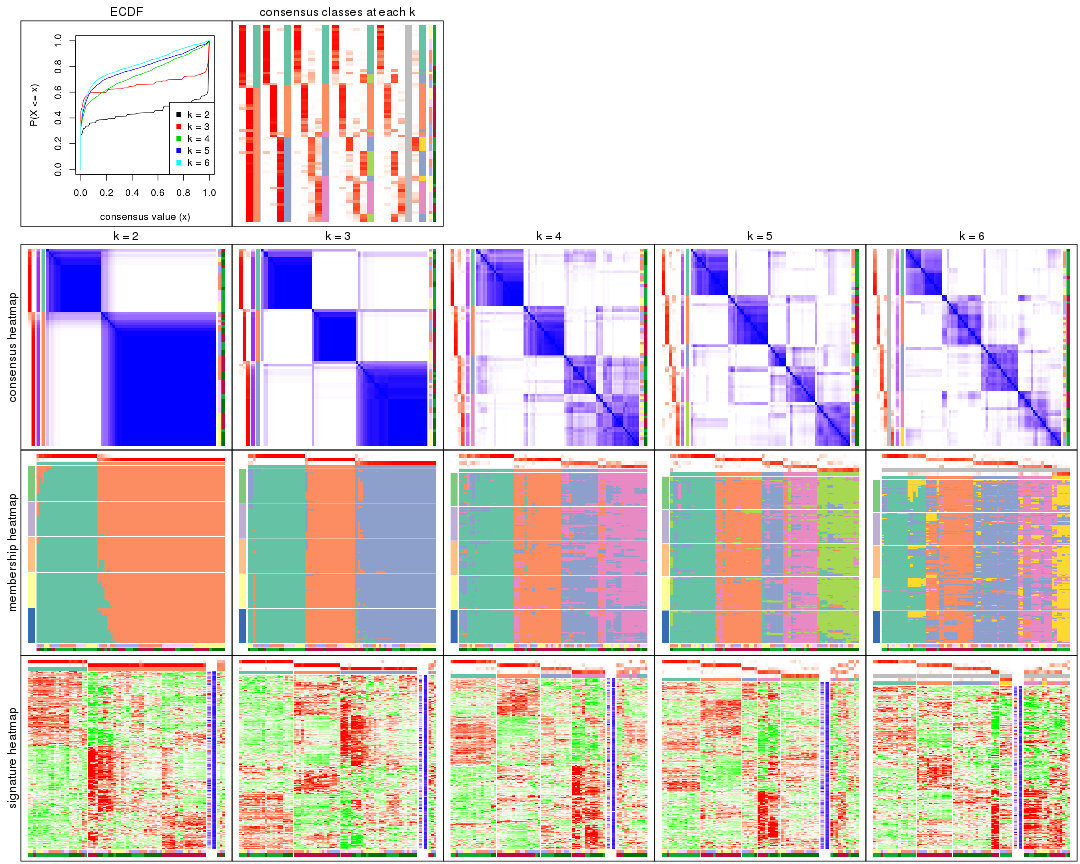 ECDF
consensus classes at each k
P(X <= x)
0.0 0.2 0.4 0.6 0.8 1.0
k = 2
k = 3
k = 4
k = 5
k = 6
0.0 0.2 0.4 0.6 0.8 1.0
consensus value (x)
k = 2 k = 3 k = 4 k = 5 k = 6
consensus heatmap
membership heatmap
signature heatmap